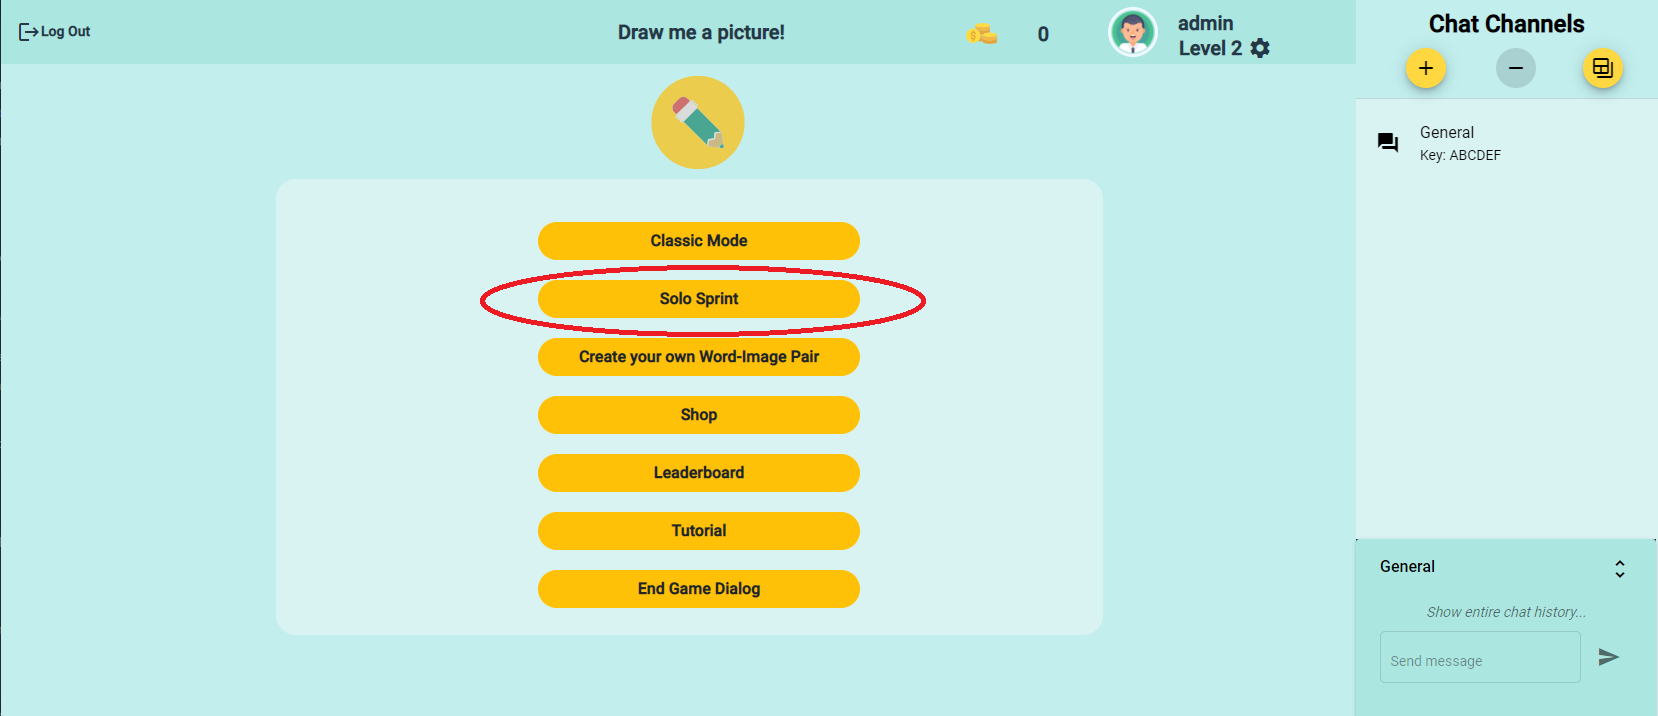 Log Out
Draw me a picture!
0
admin
Level 2
Classic Mode
Solo Sprint
Create your own Word-Image Pair
Shop
Leaderboard
Tutorial
End Game Dialog
Chat Channels
General
Key: ABCDEF
General
Show entire chat history...
Send message